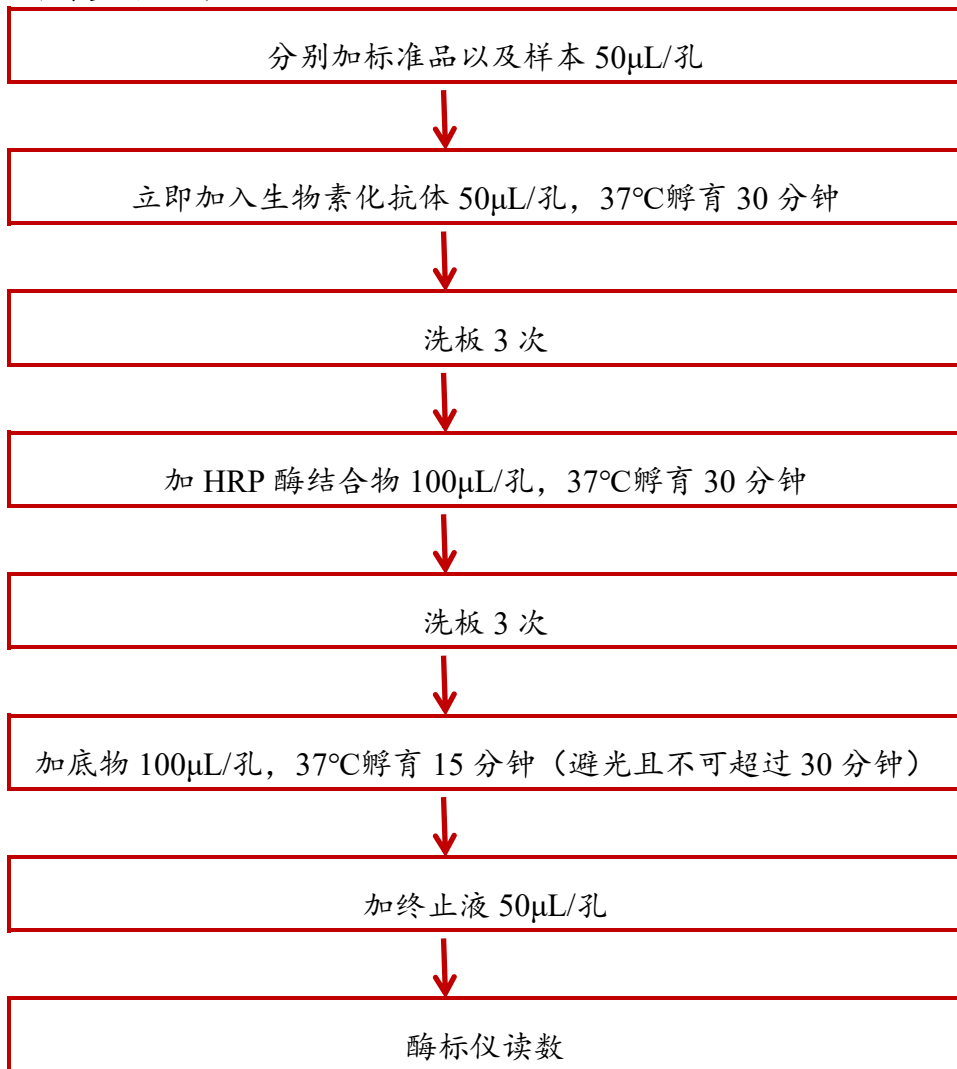 分别加标准品以及样本 50μL/孔
立即加入生物素化抗体 50μL/孔，37℃孵育 30 分钟
洗板 3 次
加 HRP 酶结合物 100μL/孔，37℃孵育 30 分钟
洗板 3 次
加底物 100μL/孔，37℃孵育 15 分钟（避光且不可超过 30 分钟）
加终止液 50μL/孔
酶标仪读数